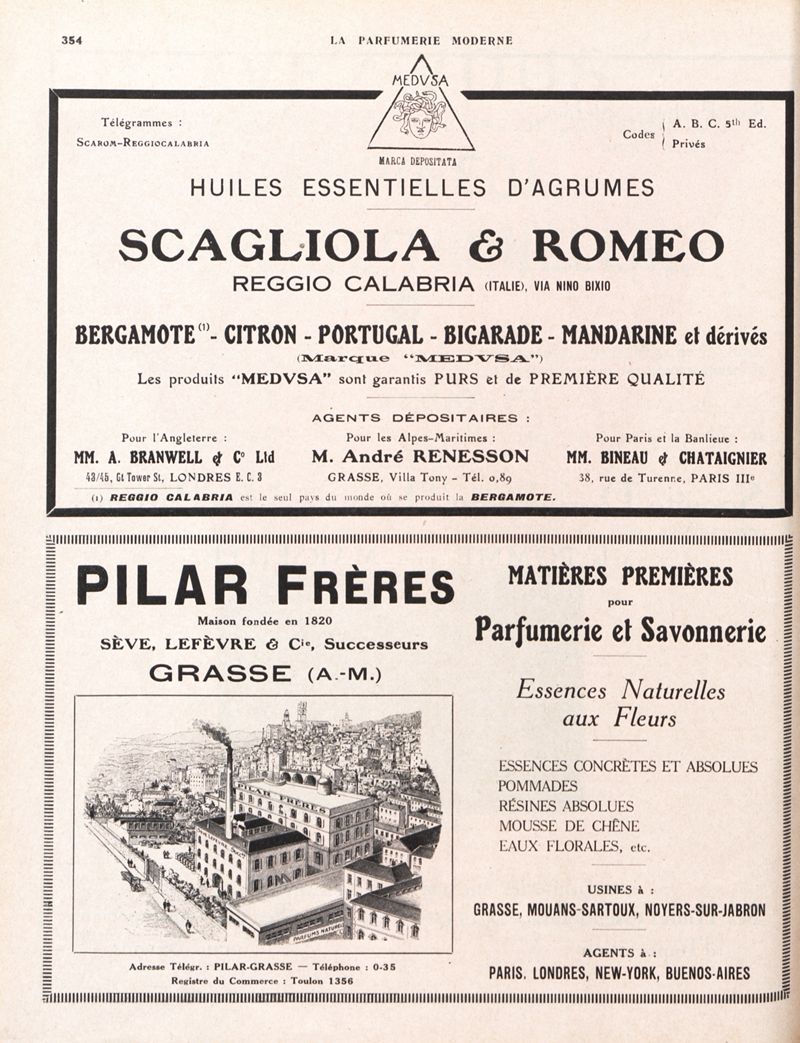 354
LA PARFUMERIE MODERNE
MEDVSA
MARCA DEPOSITATA
Télégrammes :
SCAROM-REGGIOCALABRIA
Codes
A. B. C. 5th Ed.
Privés
HUILES ESSENTIELLES D'AGRUMES
SCAGLIOLA & ROMEO
REGGIO CALABRIA (ITALIE), VIA NINO BIXIO
BERGAMOTE (1) - CITRON - PORTUGAL - BIGARADE - MANDARINE et dérivés
(Marque "MEDVSA")
Les produits "MEDVSA" sont garantis PURS et de PREMIÈRE QUALITÉ
AGENTS DÉPOSITAIRES :
Pour l'Angleterre :
MM. A. BRANWELL & Co Ltd
43/45, Gt Tower St, LONDRES E. C. 3
Pour les Alpes-Maritimes :
M. André RENESSON
GRASSE, Villa Tony - Tél. 0,89
Pour Paris et la Banlieue :
MM. BINEAU & CHATAIGNIER
38, rue de Turenne, PARIS IIIe
(1) REGGIO CALABRIA est le seul pays du monde où se produit la BERGAMOTE.
PILAR FRÈRES
Maison fondée en 1820
SÈVE, LEFÈVRE & Cie, Successeurs
GRASSE (A.-M.)
PILAR FRÈRES
PARFUMS NATURELS
Adresse Télégr. : PILAR-GRASSE — Téléphone : 0-35
Registre du Commerce : Toulon 1356
MATIÈRES PREMIÈRES
pour
Parfumerie et Savonnerie
Essences Naturelles
aux Fleurs
ESSENCES CONCRÈTES ET ABSOLUES
POMMADES
RÉSINES ABSOLUES
MOUSSE DE CHÊNE
EAUX FLORALES, etc.
USINES à :
GRASSE, MOUANS-SARTOUX, NOYERS-SUR-JABRON
AGENTS à :
PARIS, LONDRES, NEW-YORK, BUENOS-AIRES